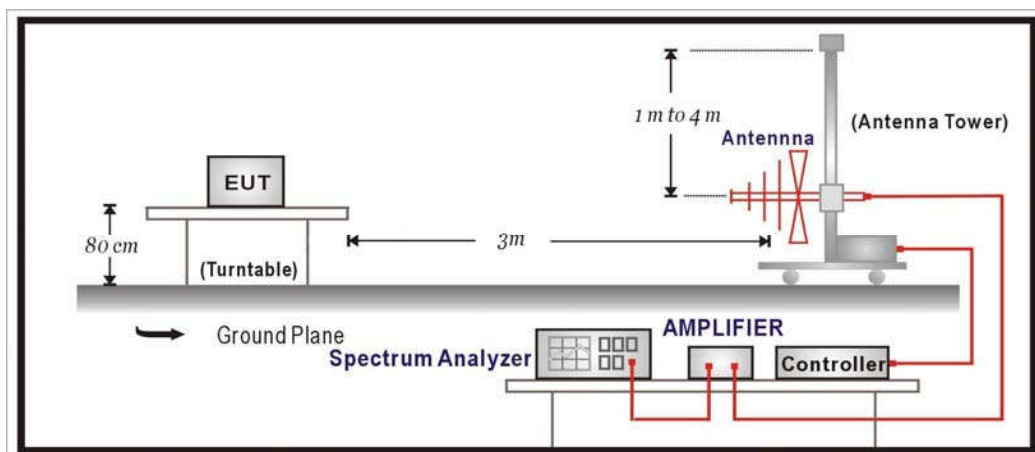 1 m to 4 m
(Antenna Tower)
Antennna
EUT
80 cm
3m
(Turntable)
Ground Plane
AMPLIFIER
Spectrum Analyzer
Controller